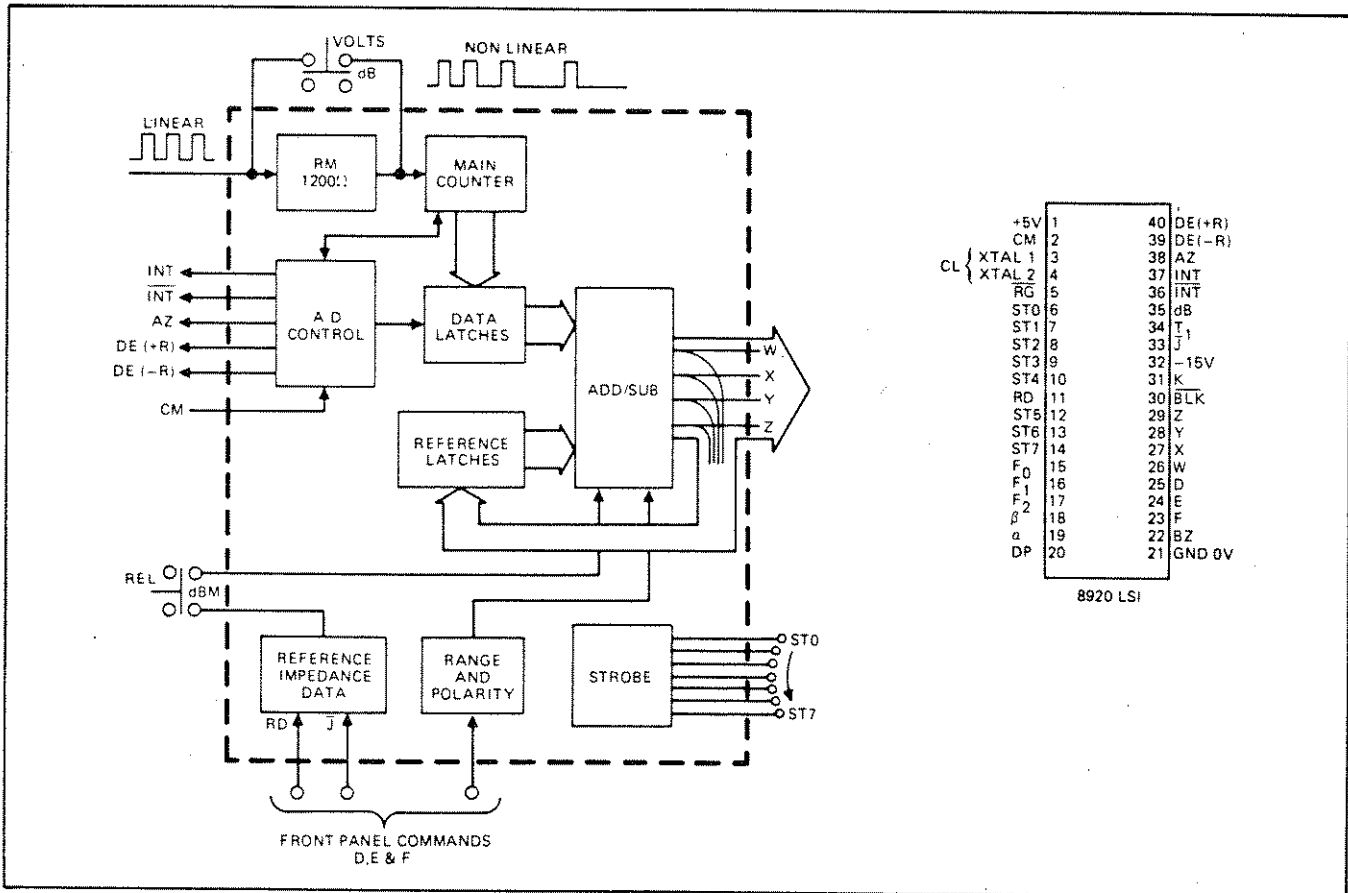 VOLTS
dB
NON LINEAR
LINEAR
RM
1200Ω
MAIN
COUNTER
INT
I̅N̅T̅
AZ
DE (+R)
DE (−R)
CM
A D
CONTROL
DATA
LATCHES
ADD/SUB
W
X
Y
Z
REFERENCE
LATCHES
REL
dBM
REFERENCE
IMPEDANCE
DATA
RANGE
AND
POLARITY
STROBE
ST0
ST7
RD
J̅
FRONT PANEL COMMANDS
D,E & F
+5V 1 40 DE(+R)
CM 2 39 DE(−R)
CL { XTAL 1 3 38 AZ
XTAL 2 4 37 INT
R̅G̅ 5 36 I̅N̅T̅
ST0 6 35 dB
ST1 7 34 T1
ST2 8 33 J̅
ST3 9 32 −15V
ST4 10 31 K
RD 11 30 B̅L̅K̅
ST5 12 29 Z
ST6 13 28 Y
ST7 14 27 X
F0 15 26 W
F1 16 25 D
F2 17 24 E
β 18 23 F
α 19 22 BZ
DP 20 21 GND 0V
8920 LSI